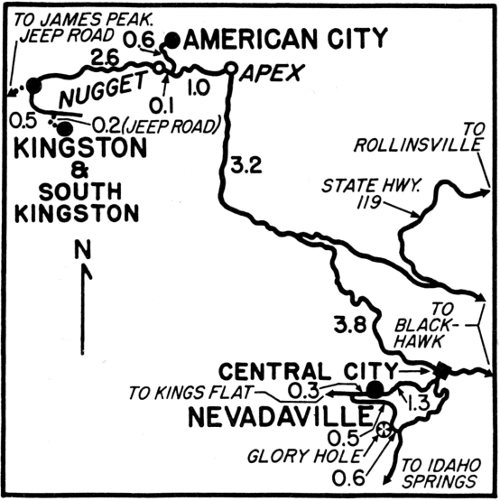 TO JAMES PEAK.
JEEP ROAD
0.6
AMERICAN CITY
2.6
NUGGET
0.1
1.0
APEX
0.5
0.2 (JEEP ROAD)
KINGSTON
&
SOUTH
KINGSTON
3.2
TO
ROLLINSVILLE
STATE HWY.
119
N
3.8
TO
BLACK-
HAWK
CENTRAL CITY
TO KINGS FLAT
0.3
1.3
NEVADAVILLE
0.5
GLORY HOLE
0.6
TO IDAHO
SPRINGS